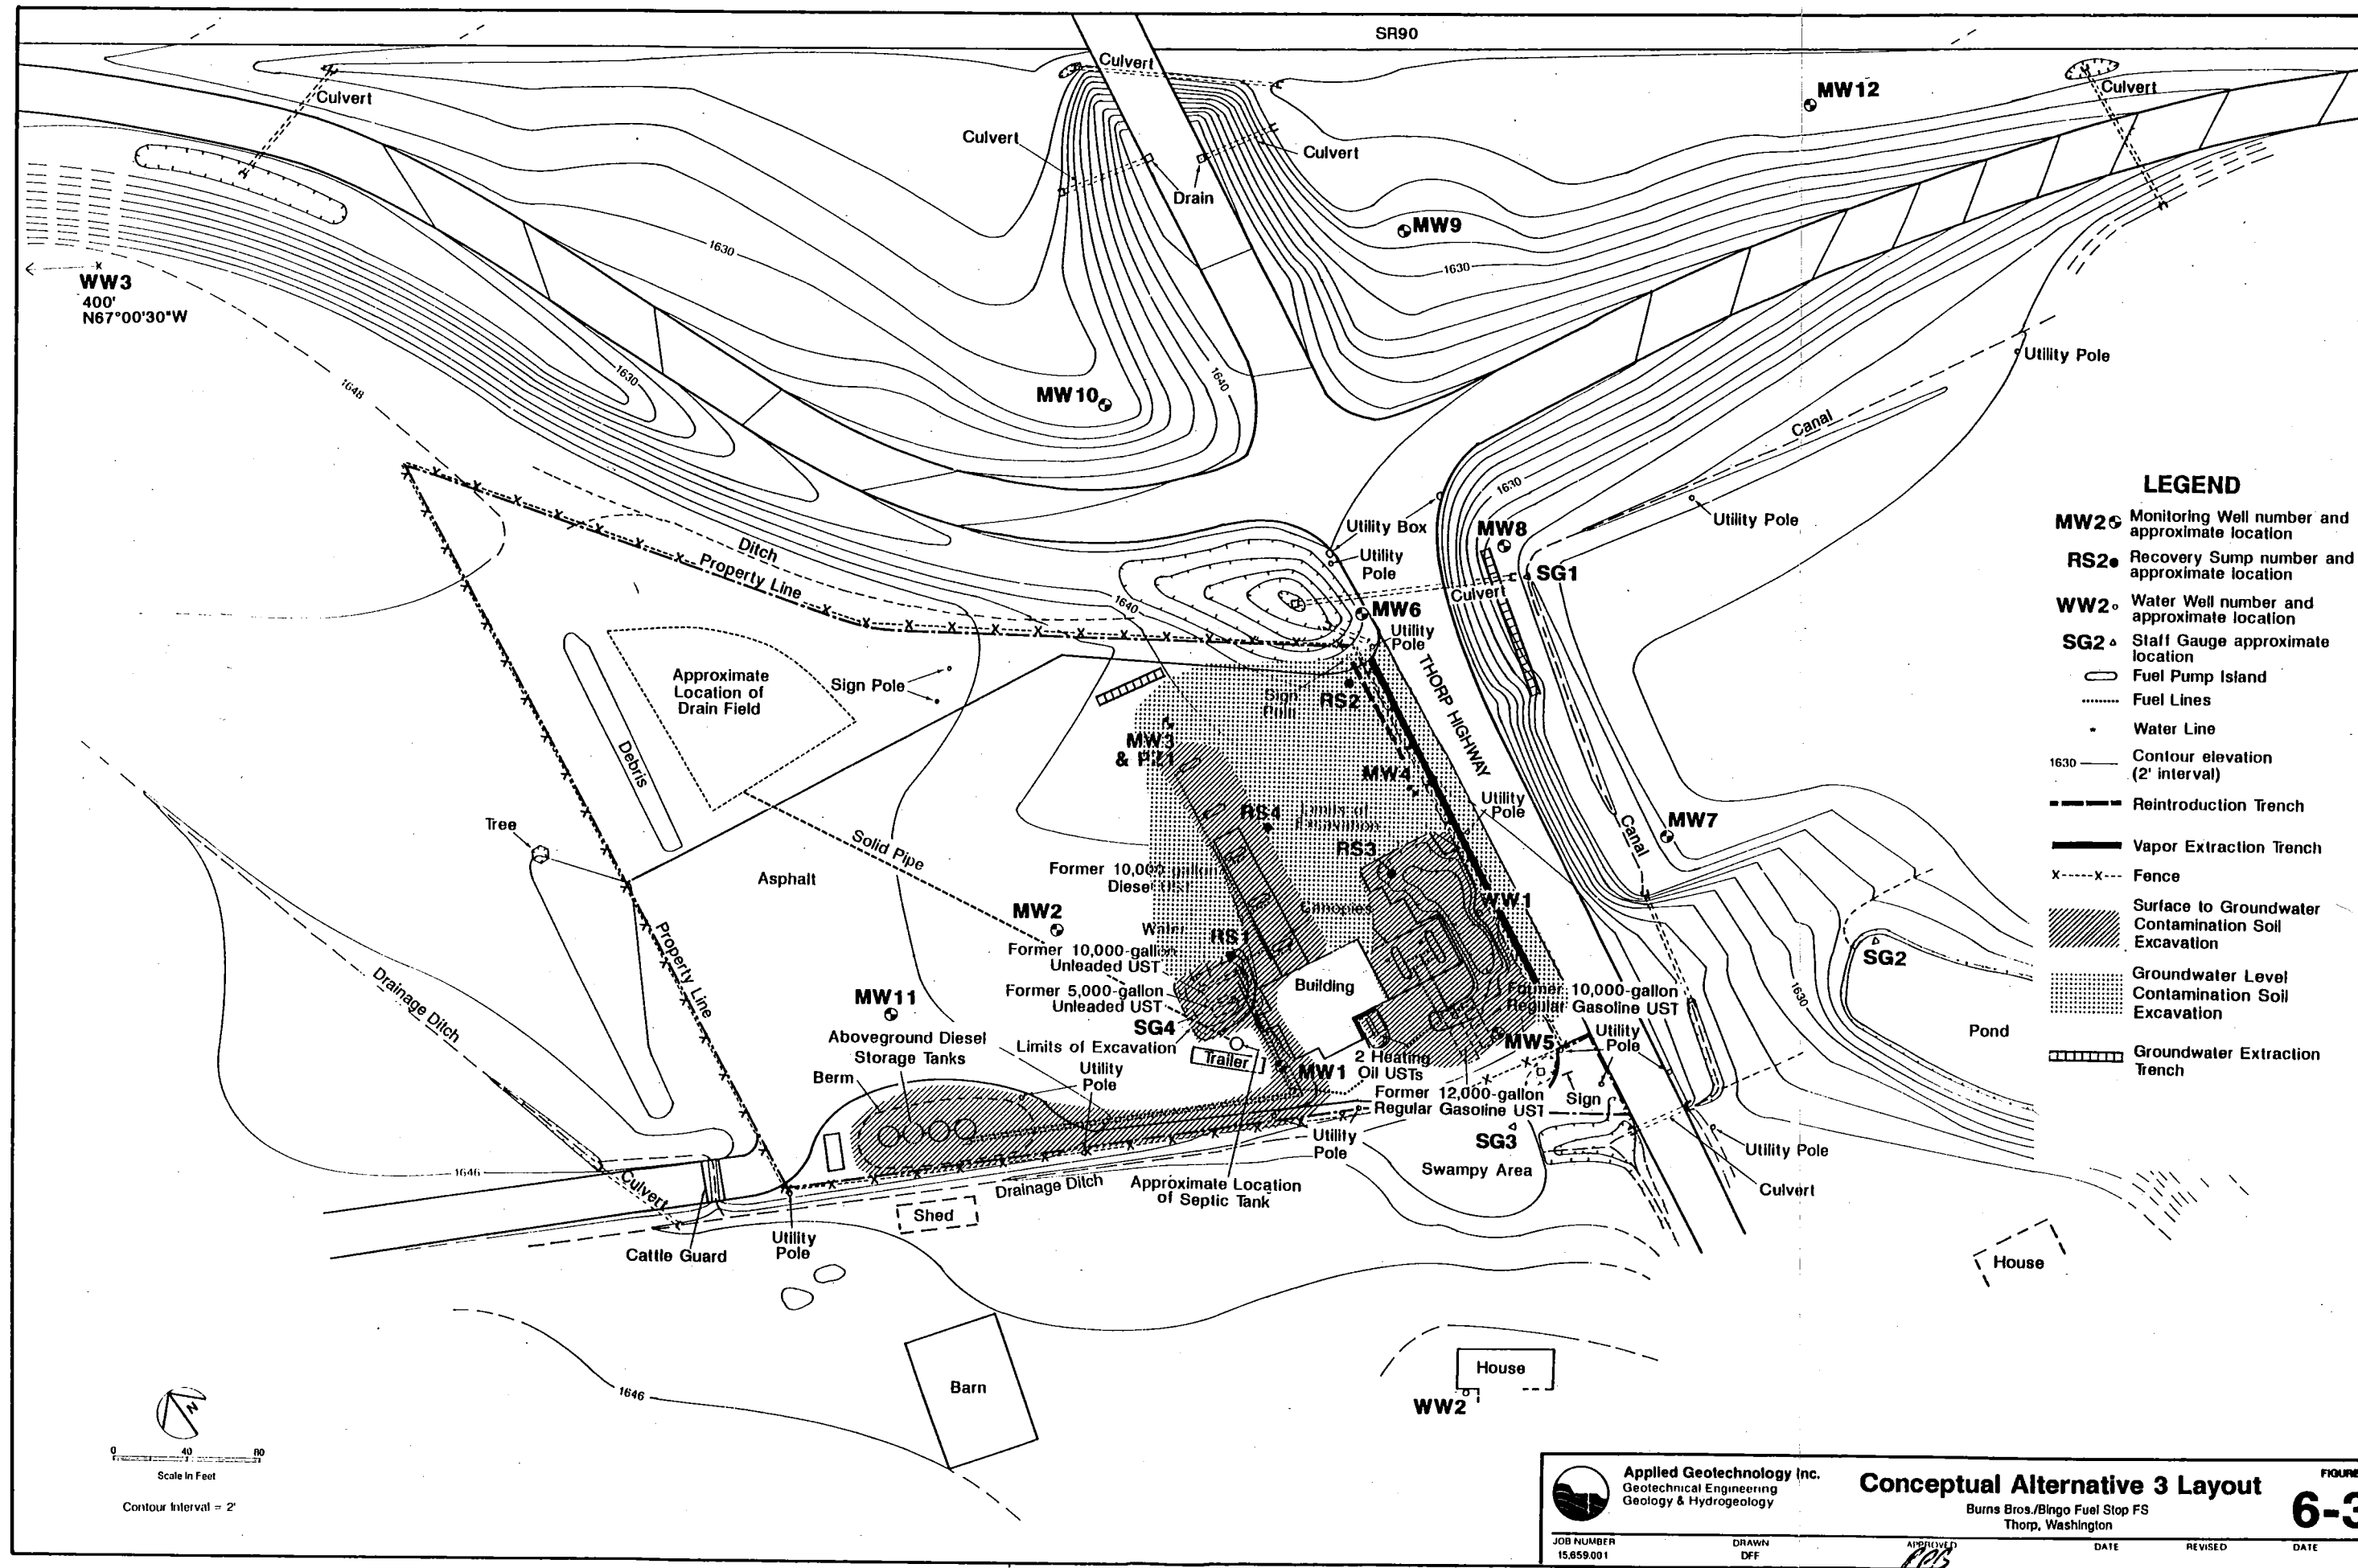 SR90
Culvert
Culvert
MW12
Culvert
Culvert
Culvert
Drain
MW9
1630
1630
WW3
400'
N67°00'30"W
1648
1630
MW10
1640
Utility Pole
Canal
1630
Utility Box
MW8
Utility Pole
Utility
Pole
SG1
Culvert
Ditch
Property Line
1640
MW6
Utility
Pole
THORP HIGHWAY
Approximate
Location of
Drain Field
Sign Pole
Sign
RS2
Debris
MW3
& PZ1
MW4
Utility
Pole
Canal
MW7
Tree
Solid Pipe
RS4
Limits of
Excavation
RS3
Former 10,000-gallon
Diesel UST
Asphalt
MW2
Canopies
WW1
Water
RS1
Former 10,000-gallon
Unleaded UST
Property Line
SG2
Drainage Ditch
MW11
Former 5,000-gallon
Unleaded UST
Building
Former 10,000-gallon
Regular Gasoline UST
1630
Pond
SG4
Aboveground Diesel
Storage Tanks
Limits of Excavation
Trailer
MW5
Utility
Pole
2 Heating
Oil USTs
MW1
Berm
Utility
Pole
Former 12,000-gallon
Regular Gasoline UST
Sign
SG3
Utility
Pole
Utility Pole
Swampy Area
1646
Culvert
Drainage Ditch
Approximate Location
of Septic Tank
Culvert
Shed
Cattle Guard
Utility
Pole
House
Barn
1646
House
WW2
LEGEND
MW2 Monitoring Well number and
approximate location
RS2 Recovery Sump number and
approximate location
WW2 Water Well number and
approximate location
SG2 Staff Gauge approximate
location
Fuel Pump Island
Fuel Lines
Water Line
1630 Contour elevation
(2' interval)
Reintroduction Trench
Vapor Extraction Trench
X-----X--- Fence
Surface to Groundwater
Contamination Soil
Excavation
Groundwater Level
Contamination Soil
Excavation
Groundwater Extraction
Trench
N
0 40 80
Scale In Feet
Contour Interval = 2'
Applied Geotechnology Inc.
Geotechnical Engineering
Geology & Hydrogeology
Conceptual Alternative 3 Layout
Burns Bros./Bingo Fuel Stop FS
Thorp, Washington
FIGURE
6-3
JOB NUMBER
15,659.001
DRAWN
DFF
APPROVED
DATE
REVISED
DATE